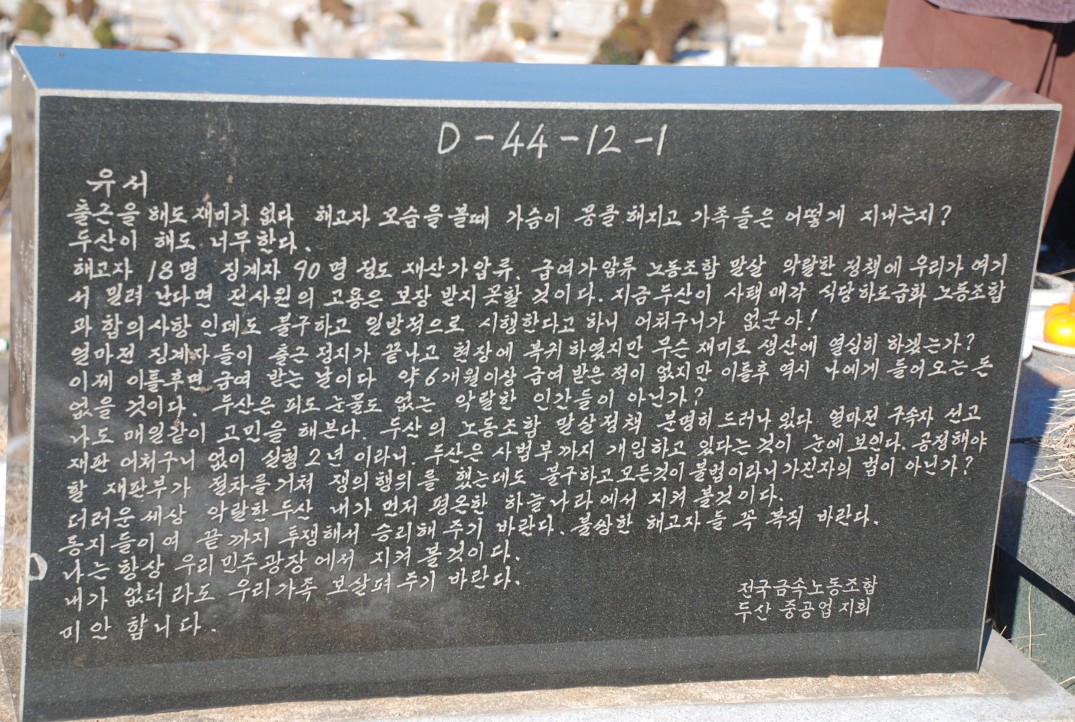 D-44-12-1
유서
출근을 해도 재미가 없다 해고자 모습을 볼때 가슴이 뭉클해지고 가족들은 어떻게 지내는지?
두산이 해도 너무한다.
해고자 18명 징계자 90명 정도 재산가압류. 급여가압류 노동조합 말살 악랄한 정책에 우리가 여기
서 밀려 난다면 전사원의 고용은 보장 받지 못할 것이다. 지금 두산이 사택매각 식당하도급화 노동조합
과 합의사항 인데도 불구하고 일방적으로 시행한다고 하니 어처구니가 없군아!
얼마전 징계자들이 출근정지가 끝나고 현장에 복귀하였지만 무슨 재미로 생산에 열심히 하겠는가?
이제 이틀후면 급여 받는 날이다 약6개월이상 급여 받은 적이 없지만 이틀후 역시 나에게 들어오는 돈
없을 것이다. 두산은 피도 눈물도 없는 악랄한 인간들이 아닌가?
나도 매일같이 고민을 해본다. 두산의 노동조합 말살정책 분명히 드러나 있다 얼마전 구속자 선고
재판 어처구니 없이 실형2년 이라니. 두산은 사법부까지 개입하고 있다는것이 눈에 보인다. 공정해야
할 재판부가 절차를거쳐 쟁의행위를 했는데도 불구하고 모든것이 불법이라니 가진자의 법이 아닌가?
더러운세상 악랄한두산 내가먼저 평온한 하늘나라에서 지켜 볼것이다.
동지들이여 끝까지 투쟁해서 승리해주기 바란다. 불쌍한 해고자들 꼭 복직 바란다.
나는 항상 우리민주광장에서 지켜 볼것이다.
내가 없더라도 우리가족 보살펴주기 바란다.
미안 합니다.
전국금속노동조합
두산 중공업 지회